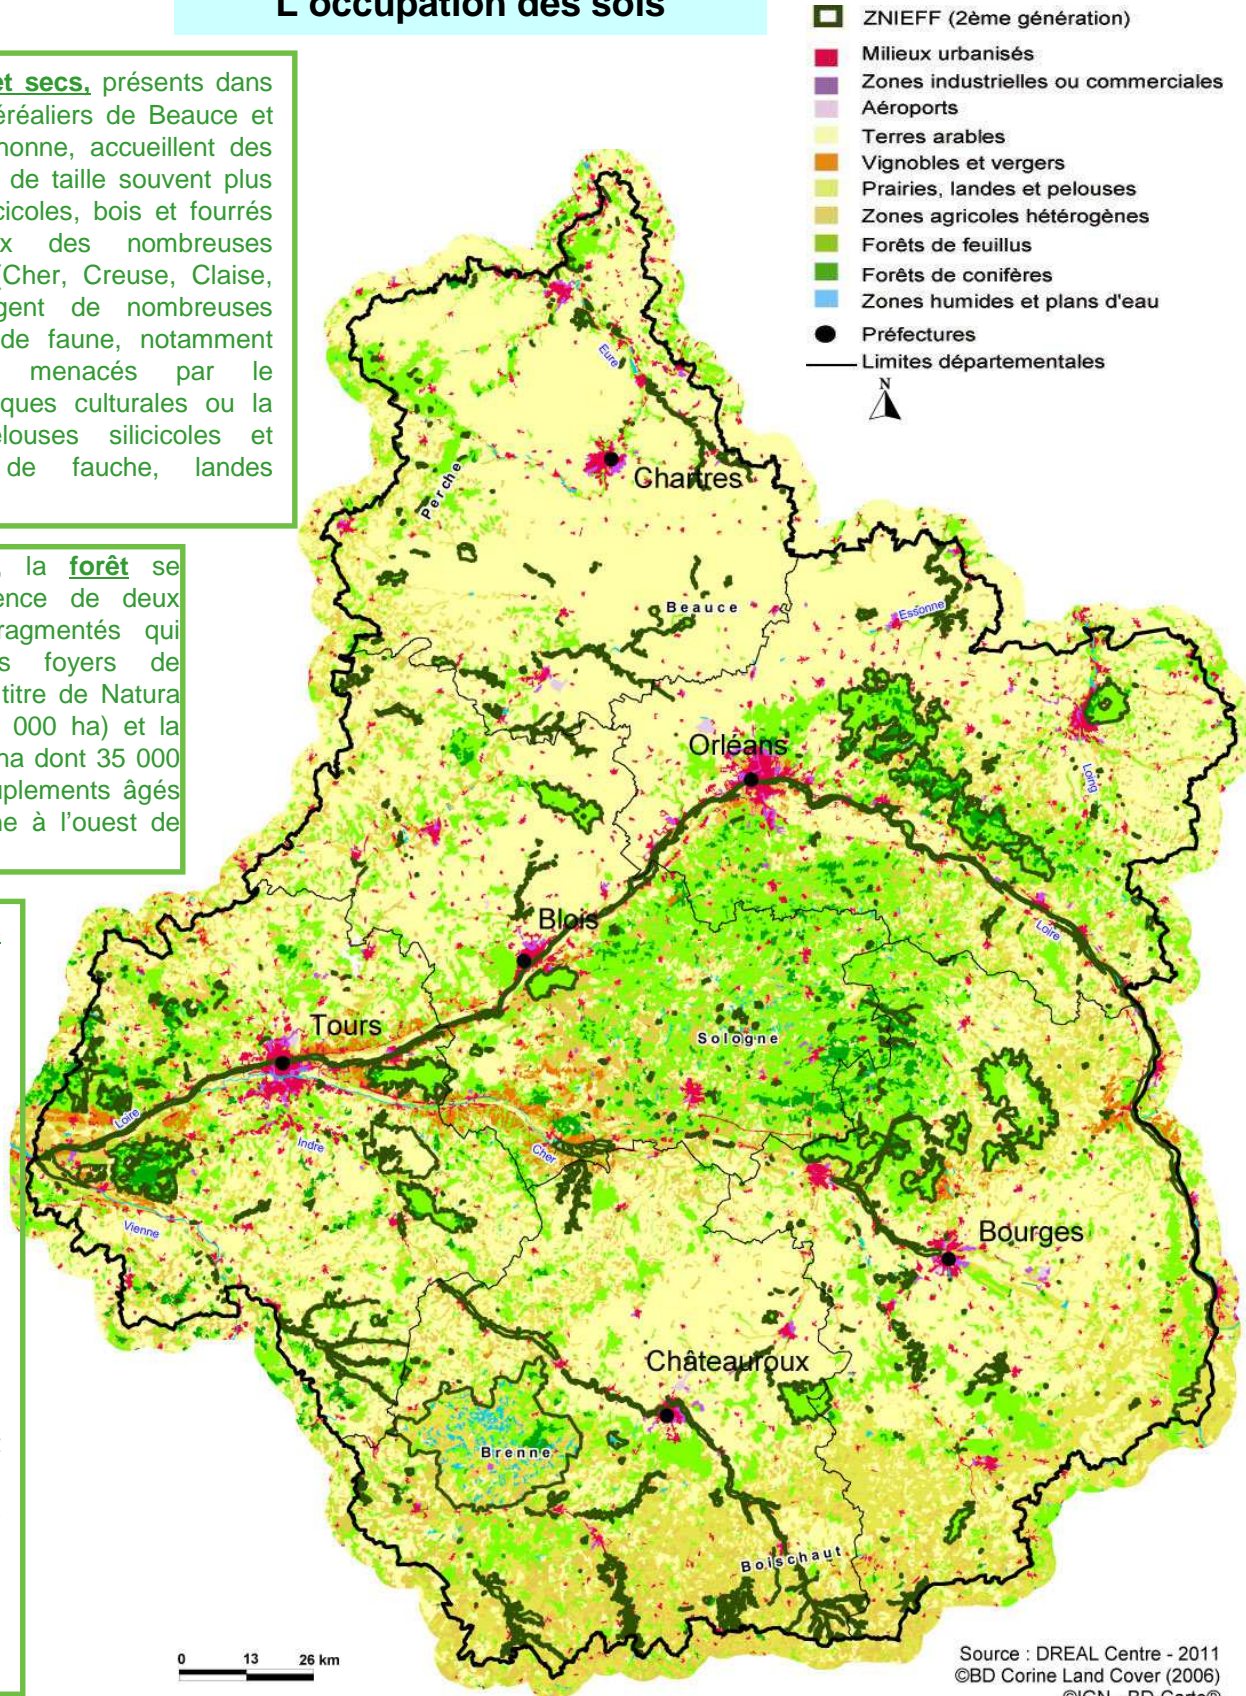 L'occupation des sols
et secs, présents dans
éréaliers de Beauce et
honne, accueillent des
de taille souvent plus
cicoles, bois et fourrés
x des nombreuses
(Cher, Creuse, Claise,
gent de nombreuses
de faune, notamment
menacés par le
iques culturales ou la
elouses silicicoles et
de fauche, landes
, la forêt se
ence de deux
ragmentés qui
s foyers de
titre de Natura
000 ha) et la
ha dont 35 000
uplements âgés
ne à l'ouest de
ZNIEFF (2ème génération)
Milieux urbanisés
Zones industrielles ou commerciales
Aéroports
Terres arables
Vignobles et vergers
Prairies, landes et pelouses
Zones agricoles hétérogènes
Forêts de feuillus
Forêts de conifères
Zones humides et plans d'eau
Préfectures
Limites départementales
N
Eure
Chartres
Perche
Beauce
Essonne
Orléans
Loing
Blois
Loire
Tours
Sologne
Loire
Indre
Cher
Vienne
Bourges
Châteauroux
Brenne
Boischaut
0 13 26 km
Source : DREAL Centre - 2011
©BD Corine Land Cover (2006)
©IGN - BD Carto®